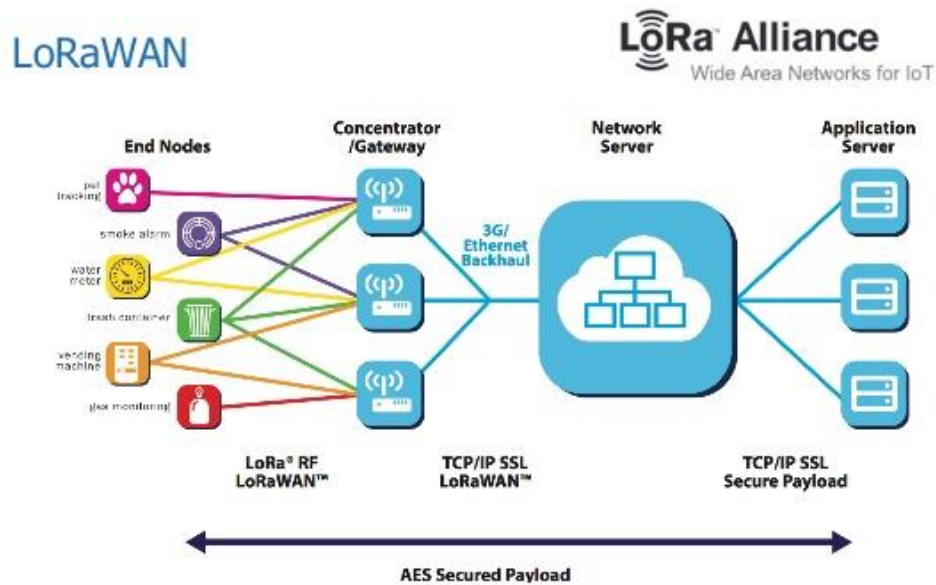 LoRaWAN
LoRa™ Alliance
Wide Area Networks for IoT
End Nodes
Concentrator
/Gateway
Network
Server
Application
Server
pet
tracking
smoke alarm
water
meter
trash container
vending
machine
gas monitoring
3G/
Ethernet
Backhaul
LoRa® RF
LoRaWAN™
TCP/IP SSL
LoRaWAN™
TCP/IP SSL
Secure Payload
AES Secured Payload